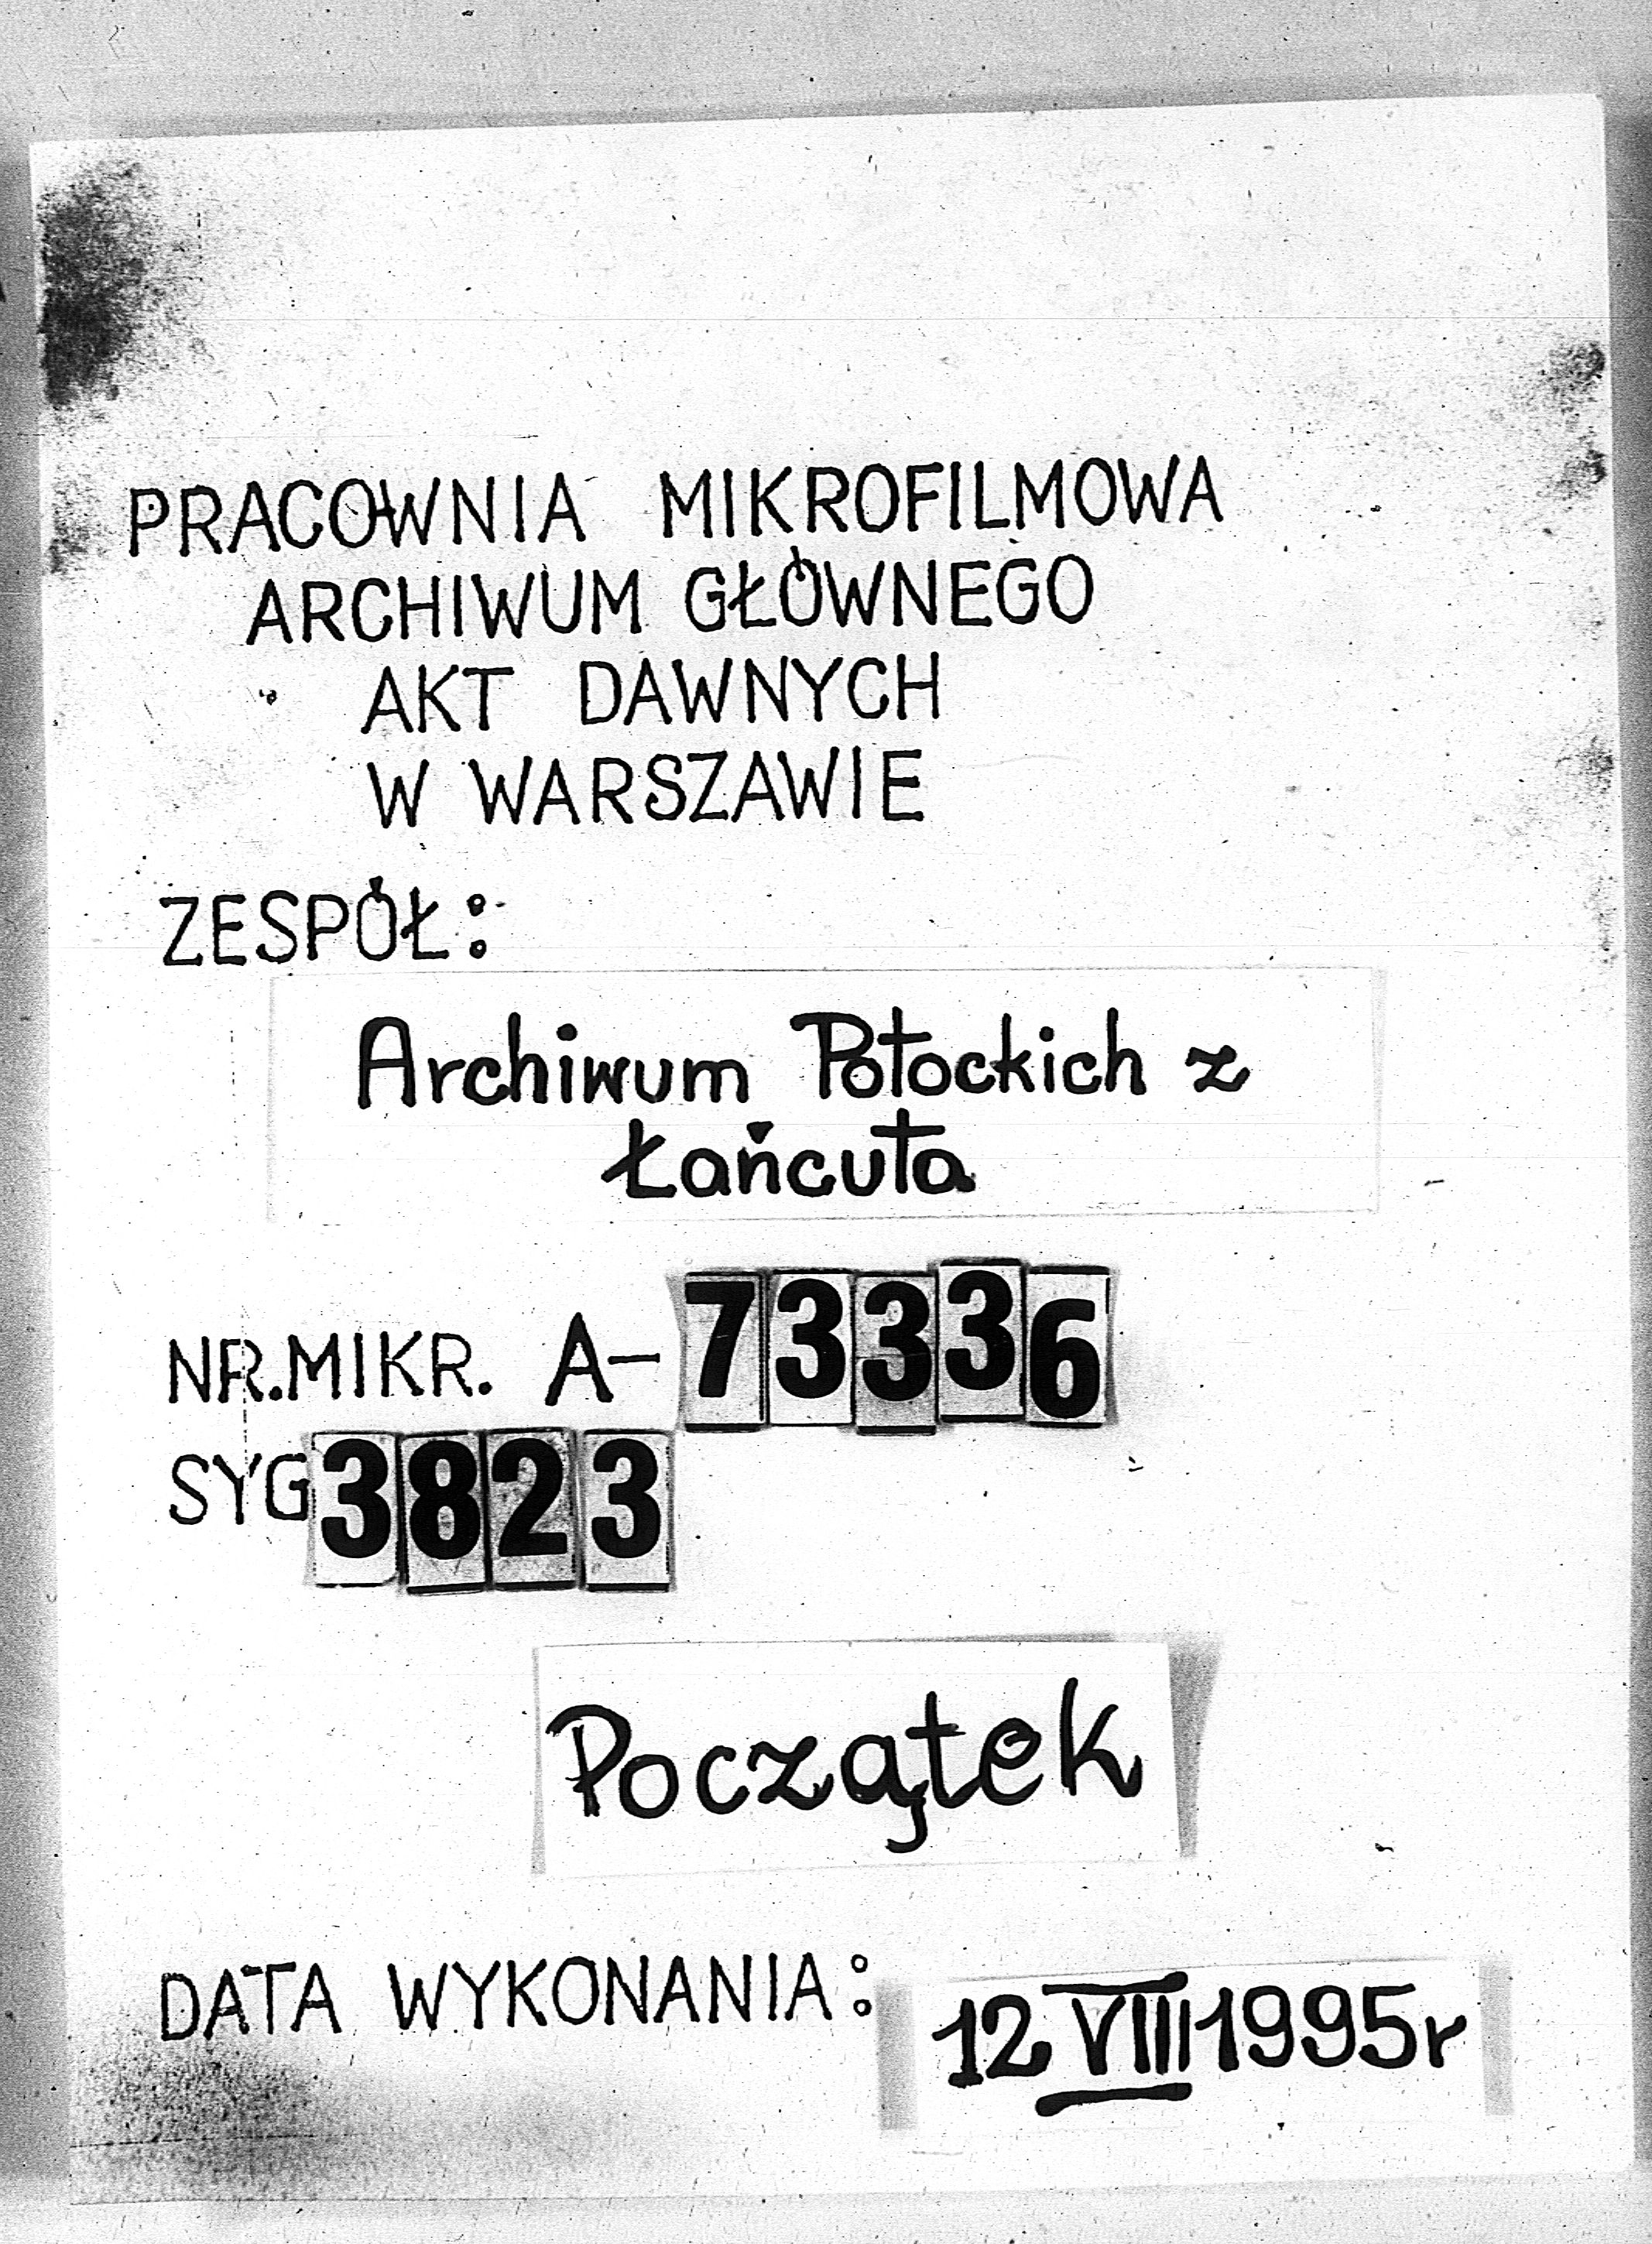 PRACOWNIA MIKROFILMOWA
ARCHIWUM GŁÓWNEGO
AKT DAWNYCH
W WARSZAWIE
ZESPÓŁ:
Archiwum Potockich z
Łańcuta
NR.MIKR. A-73336
SYG 3823
Początek
DATA WYKONANIA: 12 VIII 1995r